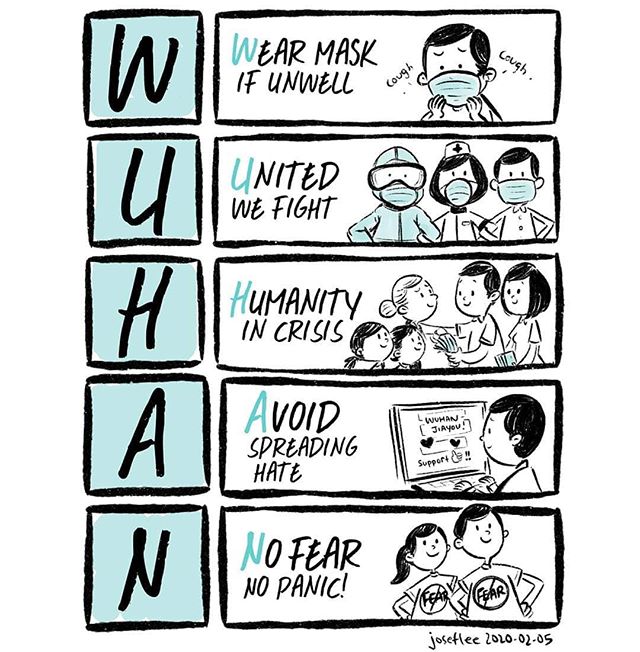 W
WEAR MASK
IF UNWELL
Cough
Cough
U
UNITED
WE FIGHT
H
HUMANITY
IN CRISIS
A
AVOID
SPREADING
HATE
WUHAN
JIAYOU!
Support !!
N
NO FEAR
NO PANIC!
FEAR
FEAR
joseflee 2020-02-05